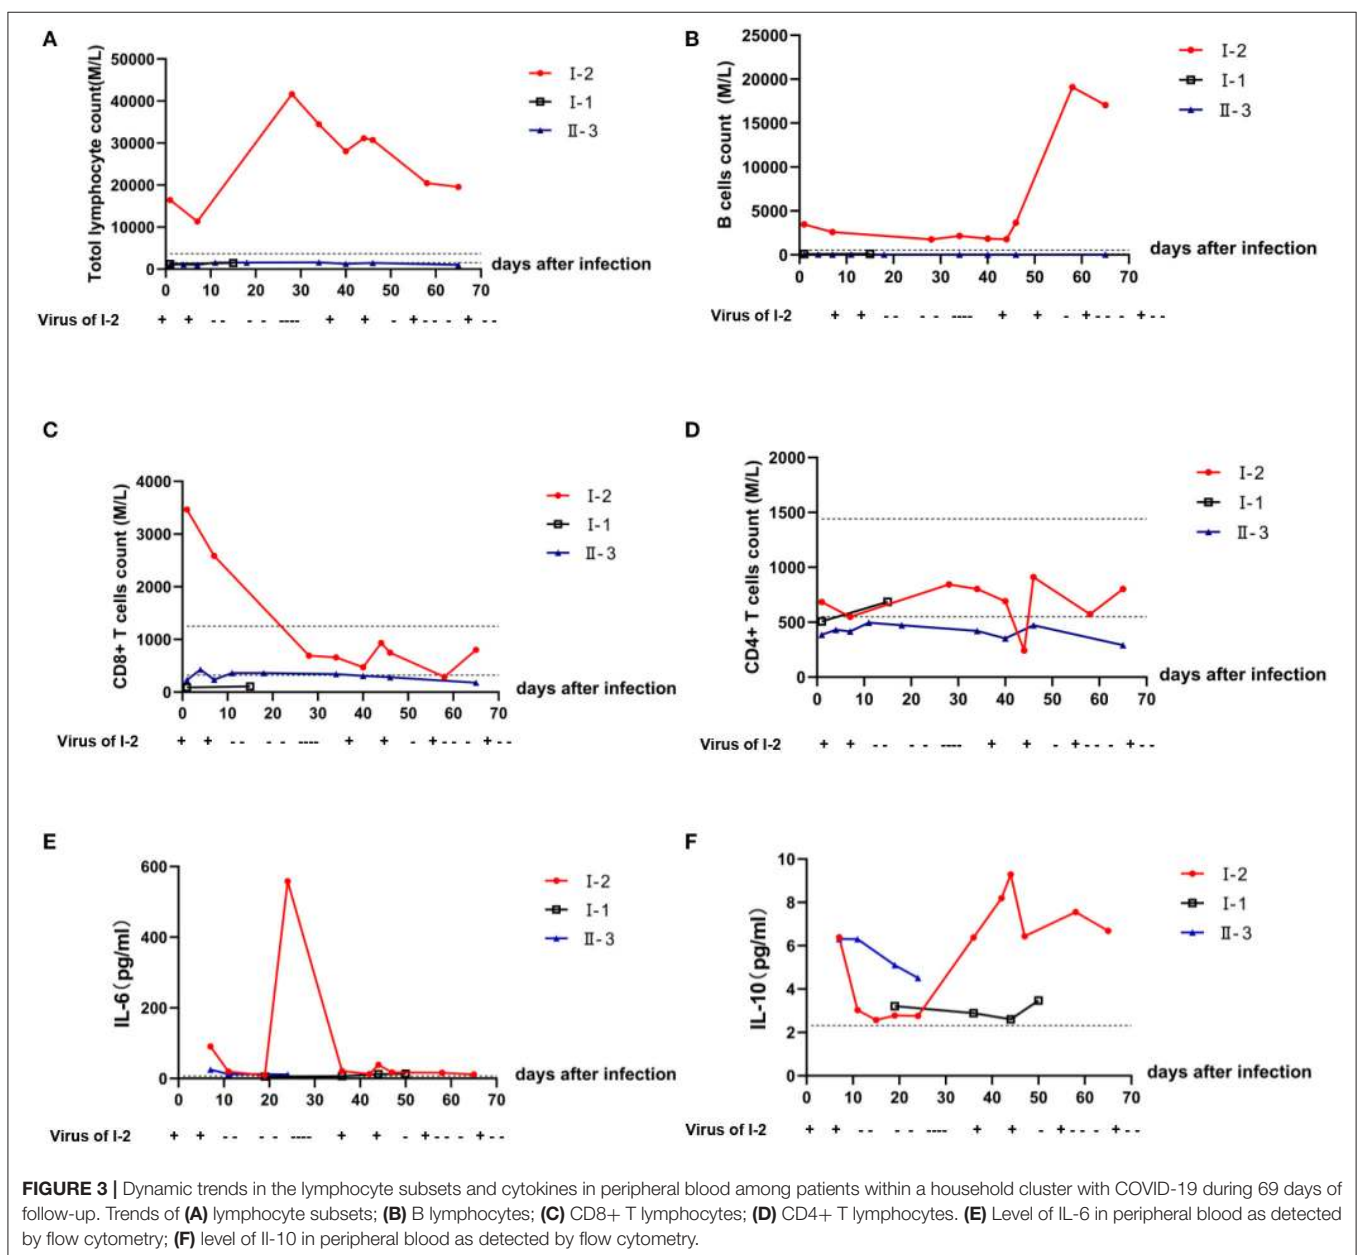 A
Totol lymphocyte count(M/L)
50000
40000
30000
20000
10000
0
0 10 20 30 40 50 60 70
days after infection
I-2
I-1
II-3
Virus of I-2 + + -- - - ---- + + - +-- - +--
B
B cells count (M/L)
25000
20000
15000
10000
5000
0
0 10 20 30 40 50 60 70
days after infection
I-2
I-1
II-3
Virus of I-2 + + -- -- ---- + + - +-- - +--
C
CD8+ T cells count (M/L)
4000
3000
2000
1000
0
0 10 20 30 40 50 60 70
days after infection
I-2
I-1
II-3
Virus of I-2 + + -- - - ---- + + - +-- - +--
D
CD4+ T cells count (M/L)
2000
1500
1000
500
0
0 10 20 30 40 50 60 70
days after infection
I-2
I-1
II-3
Virus of I-2 + + -- -- ---- + + - +-- - +--
E
IL-6(pg/ml)
600
400
200
0
0 10 20 30 40 50 60 70
days after infection
I-2
I-1
II-3
Virus of I-2 + + -- - - ---- + + - +-- - +--
F
IL-10(pg/ml)
10
8
6
4
2
0
0 10 20 30 40 50 60 70
days after infection
I-2
I-1
II-3
Virus of I-2 + + -- -- ---- + + - +-- - +--
FIGURE 3 | Dynamic trends in the lymphocyte subsets and cytokines in peripheral blood among patients within a household cluster with COVID-19 during 69 days of
follow-up. Trends of (A) lymphocyte subsets; (B) B lymphocytes; (C) CD8+ T lymphocytes; (D) CD4+ T lymphocytes. (E) Level of IL-6 in peripheral blood as detected
by flow cytometry; (F) level of Il-10 in peripheral blood as detected by flow cytometry.